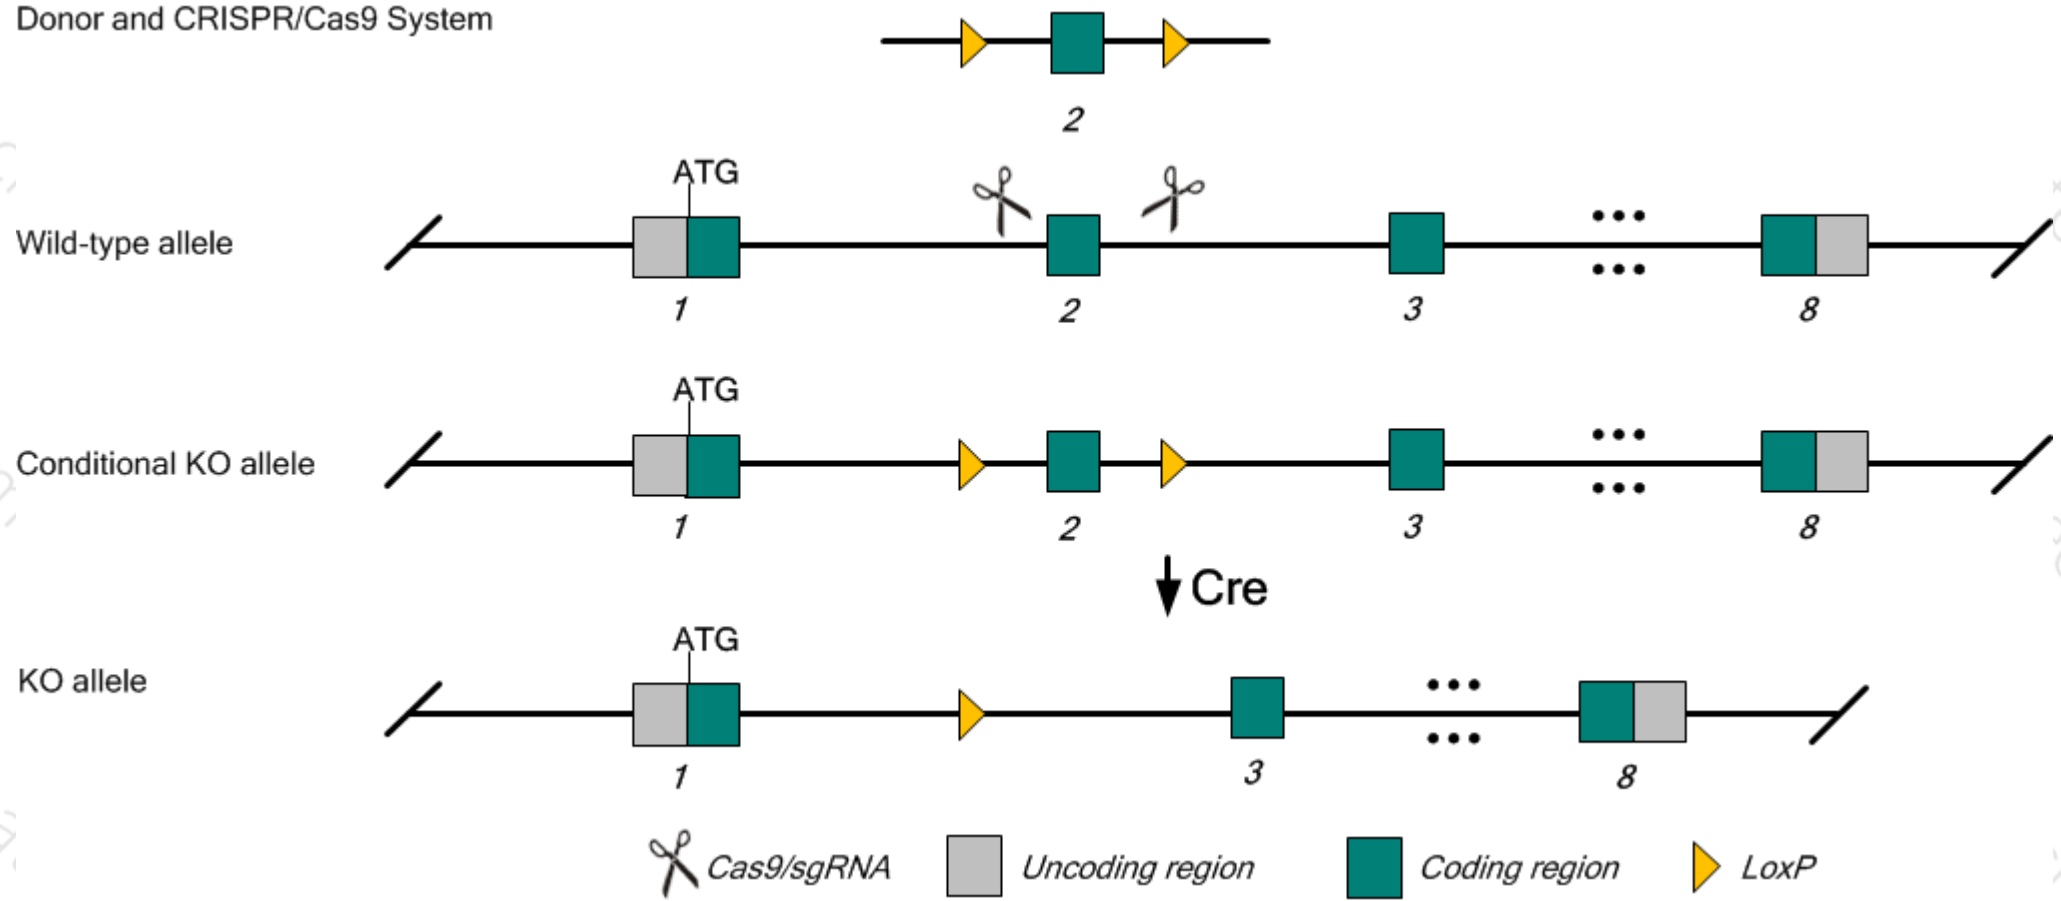 Donor and CRISPR/Cas9 System
2
ATG
Wild-type allele
1 2 3 8
ATG
Conditional KO allele
1 2 3 8
Cre
ATG
KO allele
1 3 8
Cas9/sgRNA Uncoding region Coding region LoxP